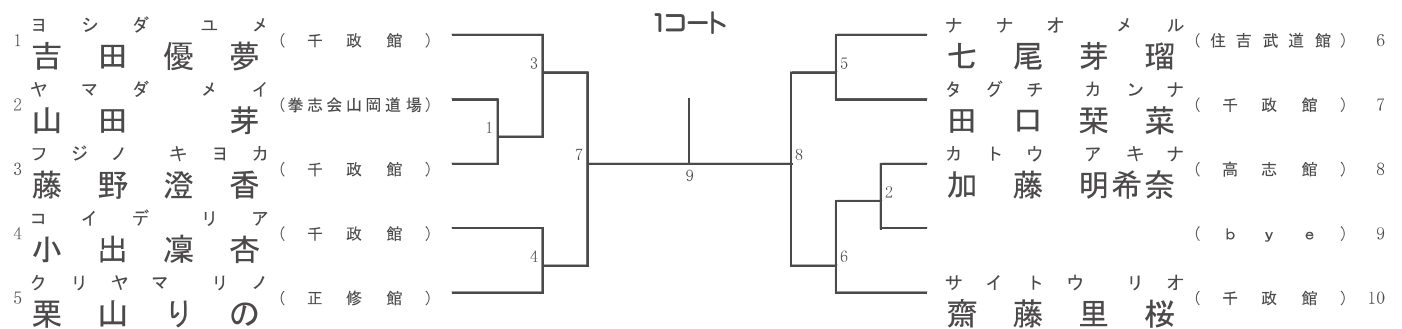 1コート
ヨシダ ユメ
1 吉田優夢 (千政館)
ヤマダ メイ
2 山田 芽 (拳志会山岡道場)
フジノ キヨカ
3 藤野澄香 (千政館)
コイデ リア
4 小出凜杏 (千政館)
クリヤマ リノ
5 栗山りの (正修館)
3
1
7
4
9
8
5
2
6
ナナオ メル
七尾芽瑠 (住吉武道館) 6
タグチ カンナ
田口栞菜 (千政館) 7
カトウ アキナ
加藤明希奈 (高志館) 8
(bye) 9
サイトウ リオ
齋藤里桜 (千政館) 10